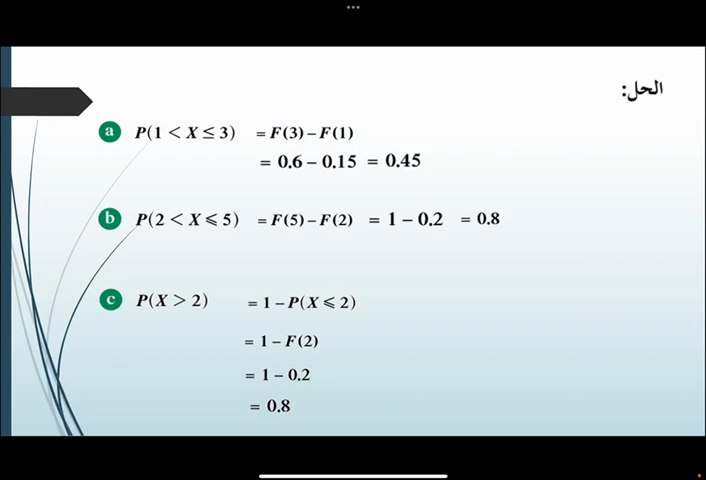 الحل:
a P(1 < X ≤ 3) = F(3) – F(1)
= 0.6 – 0.15 = 0.45
b P(2 < X ⩽ 5) = F(5) – F(2) = 1 – 0.2 = 0.8
c P(X > 2) = 1 – P(X ⩽ 2)
= 1 – F(2)
= 1 – 0.2
= 0.8